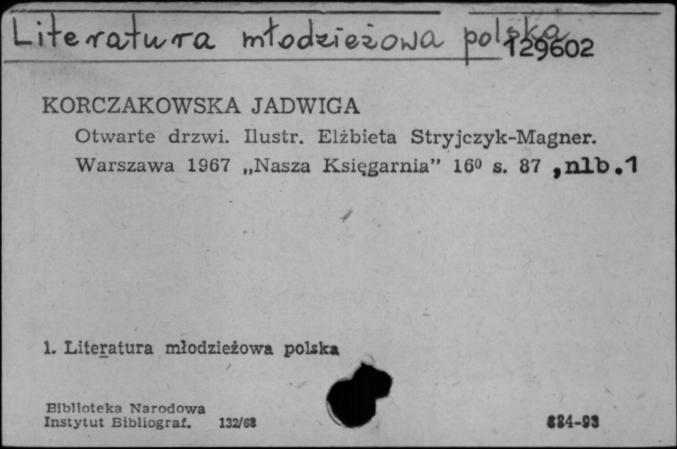 Literatura młodzieżowa polska
129602
KORCZAKOWSKA JADWIGA
Otwarte drzwi. Ilustr. Elżbieta Stryjczyk-Magner.
Warszawa 1967 „Nasza Księgarnia” 16⁰ s. 87 ,nlb.1
1. Literatura młodzieżowa polska
Biblioteka Narodowa
Instytut Bibliograf. 132/68 884-93